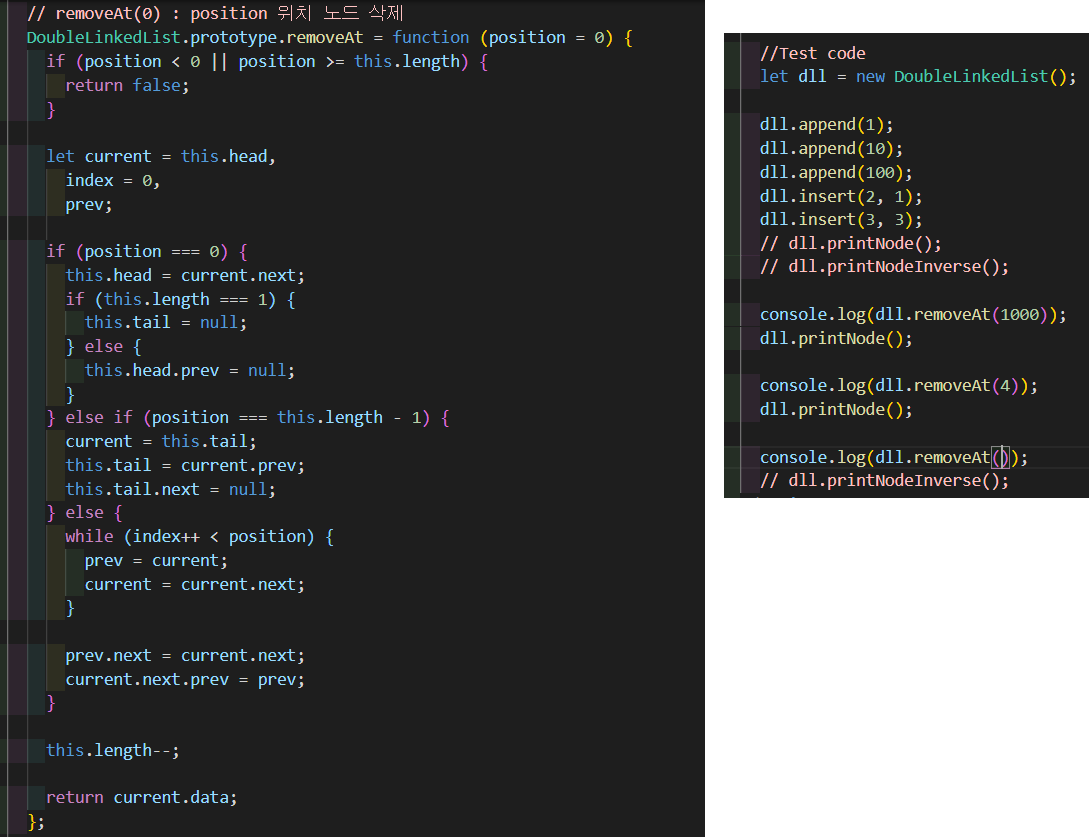 // removeAt(0) : position 위치 노드 삭제
DoubleLinkedList.prototype.removeAt = function (position = 0) {
if (position < 0 || position >= this.length) {
return false;
}
let current = this.head,
index = 0,
prev;
if (position === 0) {
this.head = current.next;
if (this.length === 1) {
this.tail = null;
} else {
this.head.prev = null;
}
} else if (position === this.length - 1) {
current = this.tail;
this.tail = current.prev;
this.tail.next = null;
} else {
while (index++ < position) {
prev = current;
current = current.next;
}
prev.next = current.next;
current.next.prev = prev;
}
this.length--;
return current.data;
};
//Test code
let dll = new DoubleLinkedList();
dll.append(1);
dll.append(10);
dll.append(100);
dll.insert(2, 1);
dll.insert(3, 3);
// dll.printNode();
// dll.printNodeInverse();
console.log(dll.removeAt(1000));
dll.printNode();
console.log(dll.removeAt(4));
dll.printNode();
console.log(dll.removeAt());
// dll.printNodeInverse();